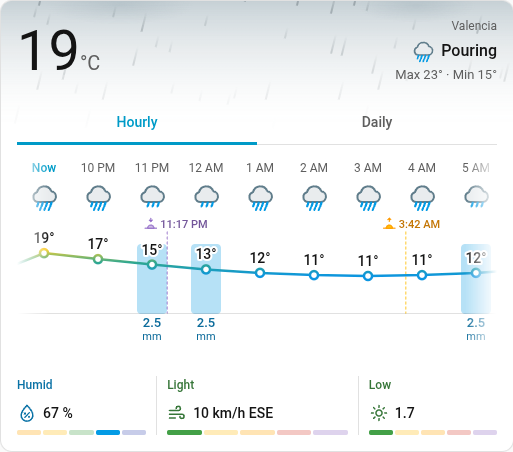 Valencia
19°C
Pouring
Max 23° · Min 15°
Hourly Daily
Now 10 PM 11 PM 12 AM 1 AM 2 AM 3 AM 4 AM 5 AM
11:17 PM 3:42 AM
19° 17° 15° 13° 12° 11° 11° 11° 12°
2.5 2.5 2.5
mm mm mm
Humid Light Low
67 % 10 km/h ESE 1.7